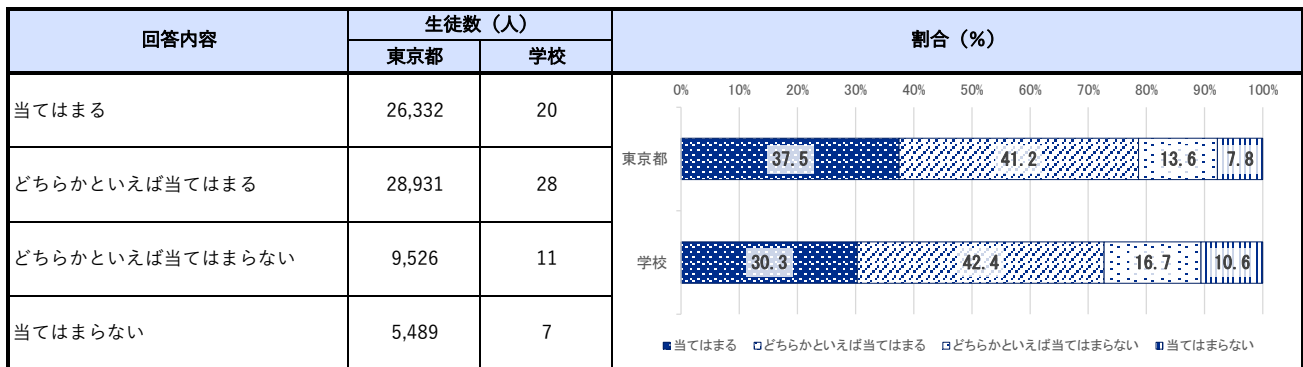 回答内容 生徒数（人） 割合（%）
東京都 学校
当てはまる 26,332 20
どちらかといえば当てはまる 28,931 28
どちらかといえば当てはまらない 9,526 11
当てはまらない 5,489 7
0% 10% 20% 30% 40% 50% 60% 70% 80% 90% 100%
東京都 37.5 41.2 13.6 7.8
学校 30.3 42.4 16.7 10.6
当てはまる どちらかといえば当てはまる どちらかといえば当てはまらない 当てはまらない